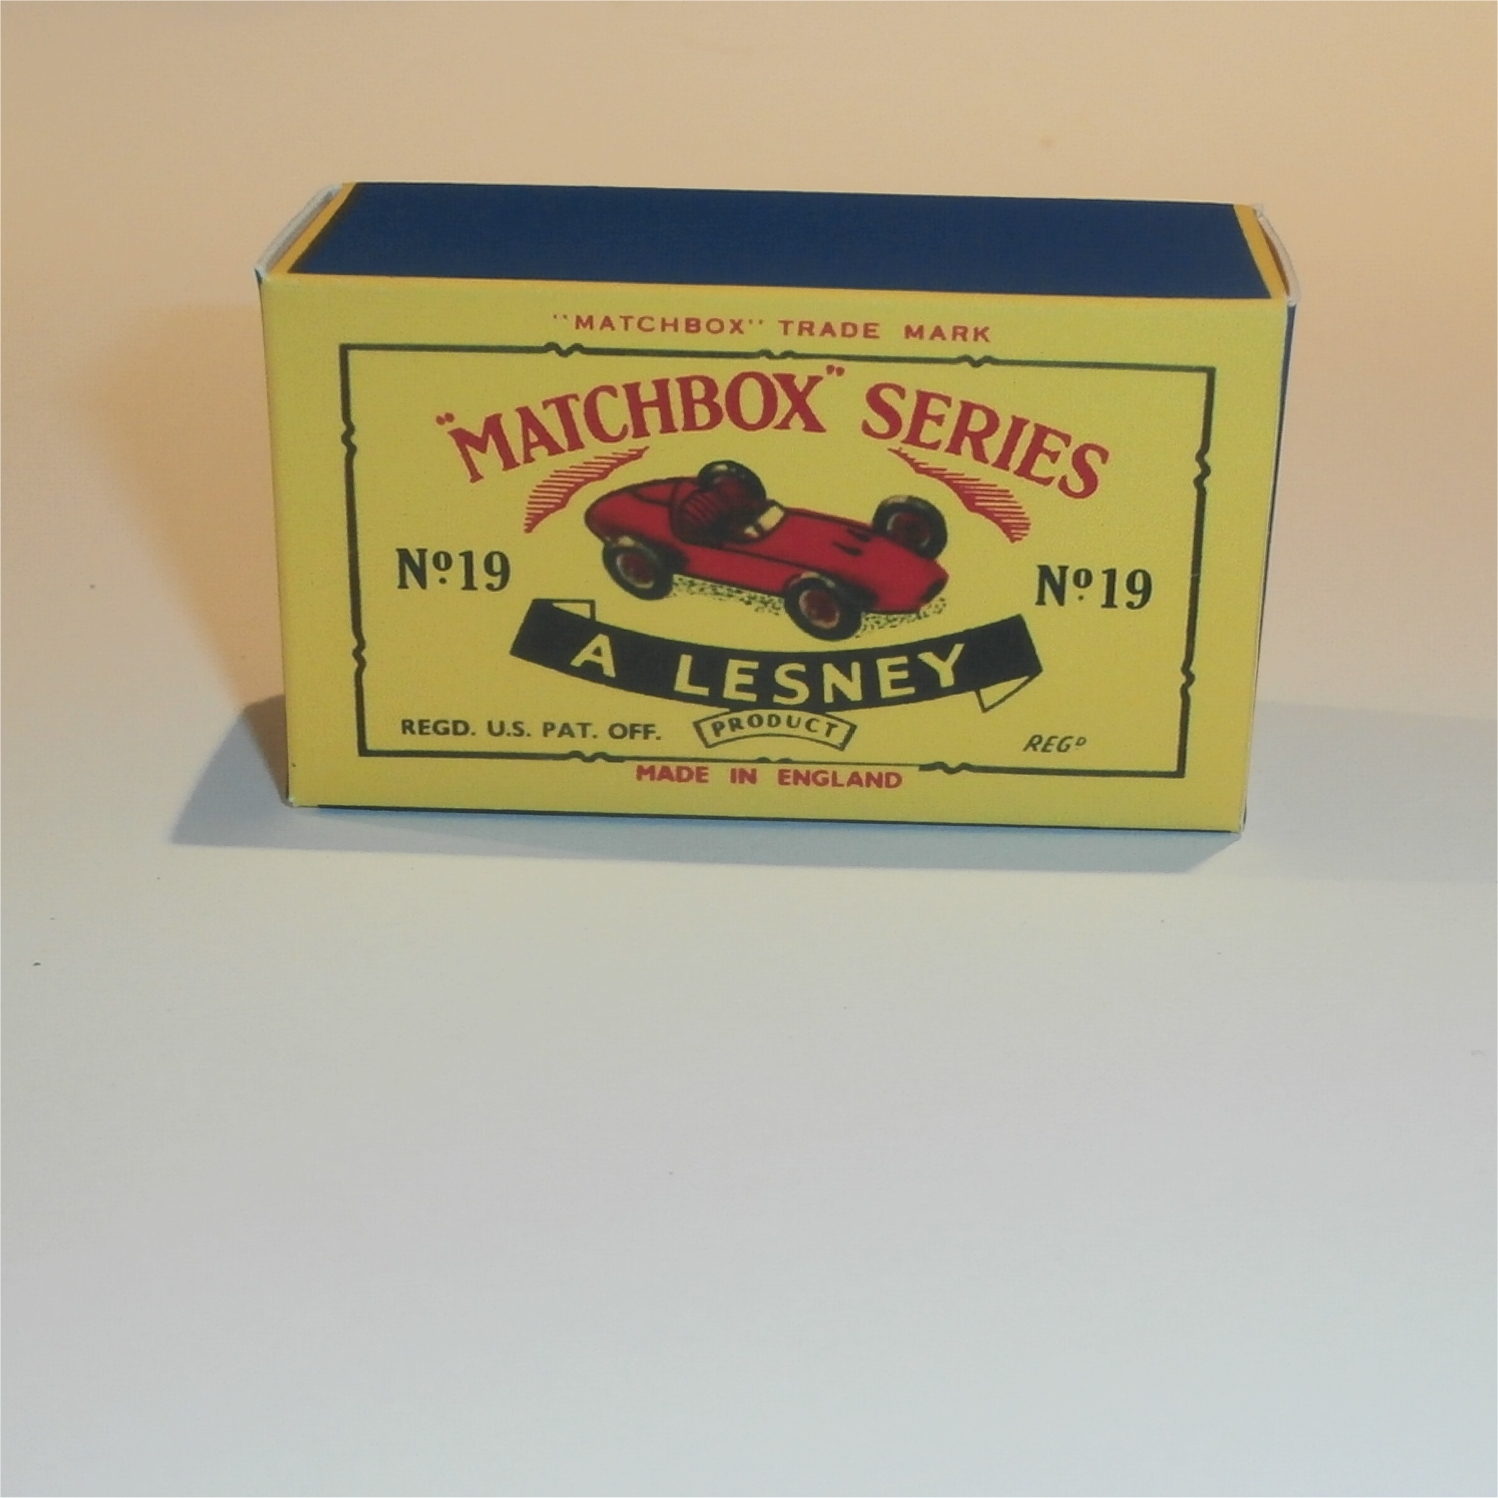 "MATCHBOX" TRADE MARK
"MATCHBOX" SERIES
Nº19
Nº19
A LESNEY
PRODUCT
REGD. U.S. PAT. OFF.
REGᴰ
MADE IN ENGLAND